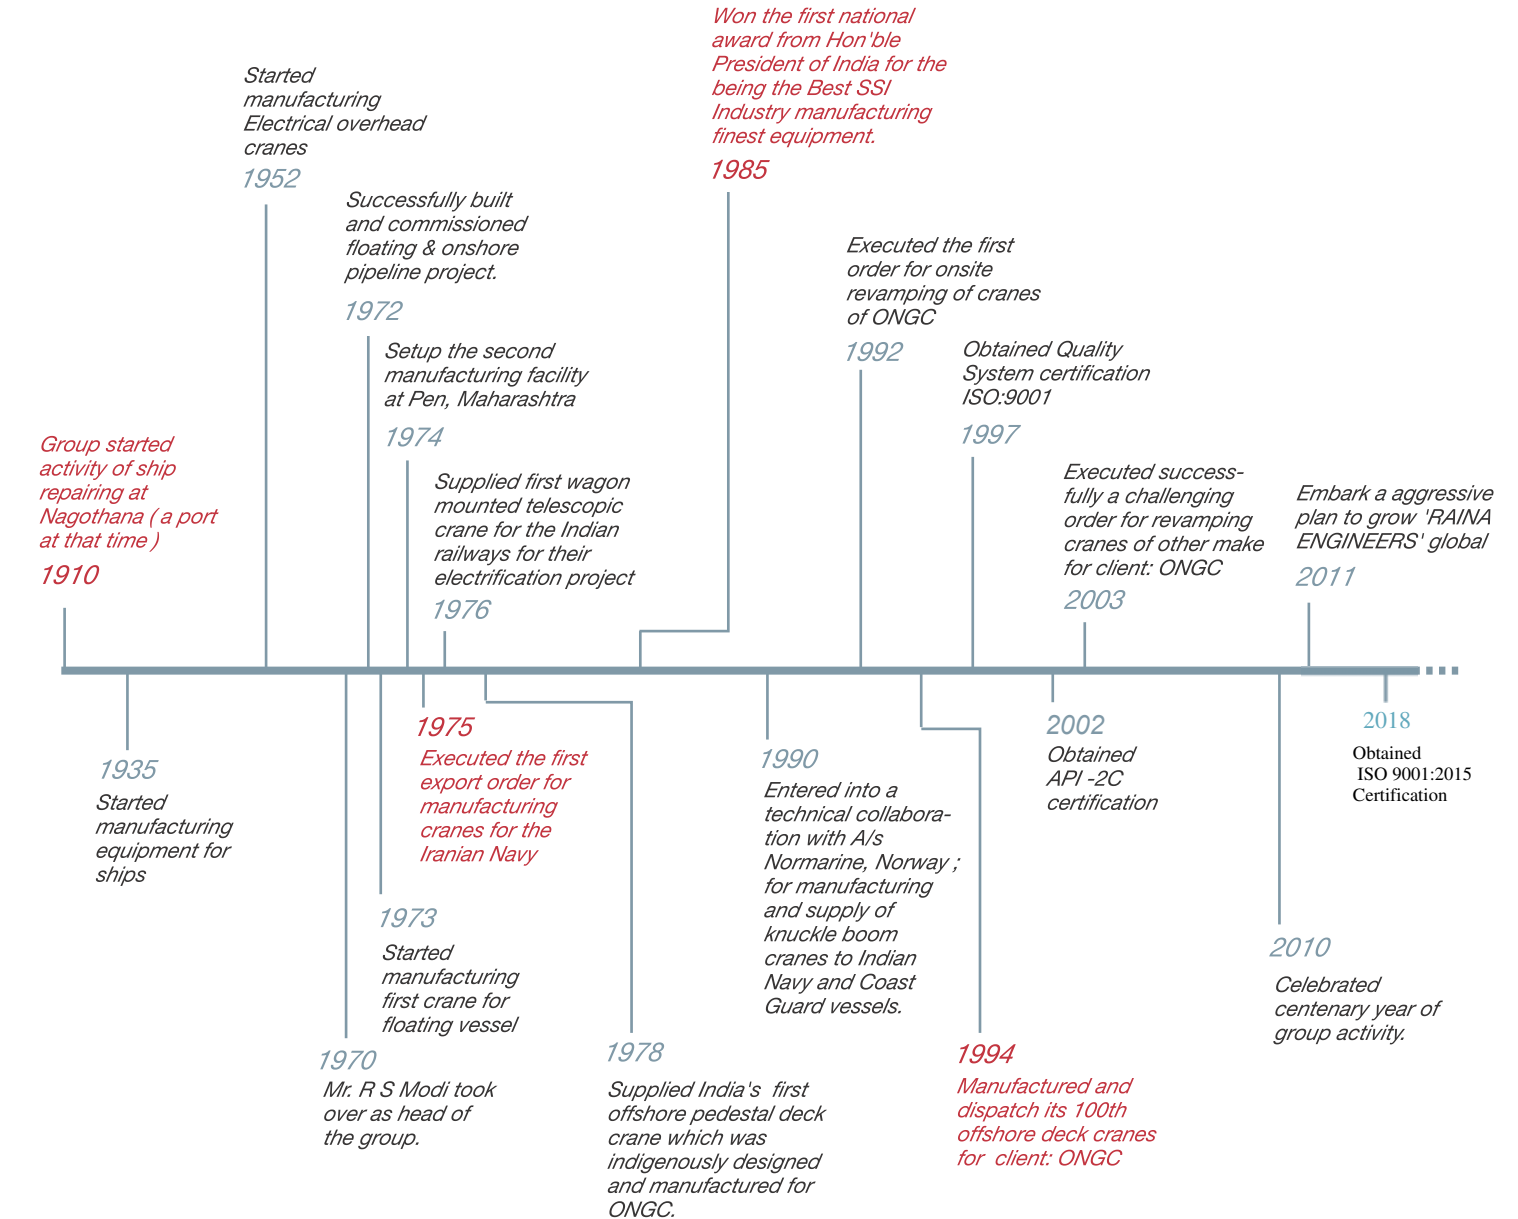 Won the first national
award from Hon'ble
President of India for the
being the Best SSI
Industry manufacturing
finest equipment.
1985
Started
manufacturing
Electrical overhead
cranes
1952
Successfully built
and commissioned
floating & onshore
pipeline project.
1972
Executed the first
order for onsite
revamping of cranes
of ONGC
1992
Setup the second
manufacturing facility
at Pen, Maharashtra
1974
Obtained Quality
System certification
ISO:9001
1997
Group started
activity of ship
repairing at
Nagothana ( a port
at that time )
1910
Supplied first wagon
mounted telescopic
crane for the Indian
railways for their
electrification project
1976
Executed success-
fully a challenging
order for revamping
cranes of other make
for client: ONGC
2003
Embark a aggressive
plan to grow 'RAINA
ENGINEERS' global
2011
1935
Started
manufacturing
equipment for
ships
1975
Executed the first
export order for
manufacturing
cranes for the
Iranian Navy
1990
Entered into a
technical collabora-
tion with A/s
Normarine, Norway ;
for manufacturing
and supply of
knuckle boom
cranes to Indian
Navy and Coast
Guard vessels.
2002
Obtained
API -2C
certification
2018
Obtained
ISO 9001:2015
Certification
1973
Started
manufacturing
first crane for
floating vessel
2010
Celebrated
centenary year of
group activity.
1970
Mr. R S Modi took
over as head of
the group.
1978
Supplied India's first
offshore pedestal deck
crane which was
indigenously designed
and manufactured for
ONGC.
1994
Manufactured and
dispatch its 100th
offshore deck cranes
for client: ONGC